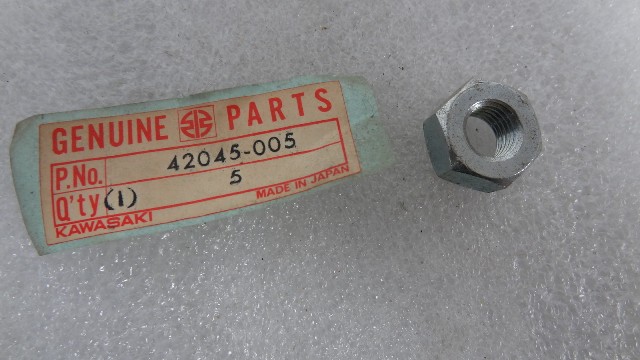 GENUINE PARTS
P.No. 42045-005
Q'ty (1) 5
MADE IN JAPAN
KAWASAKI